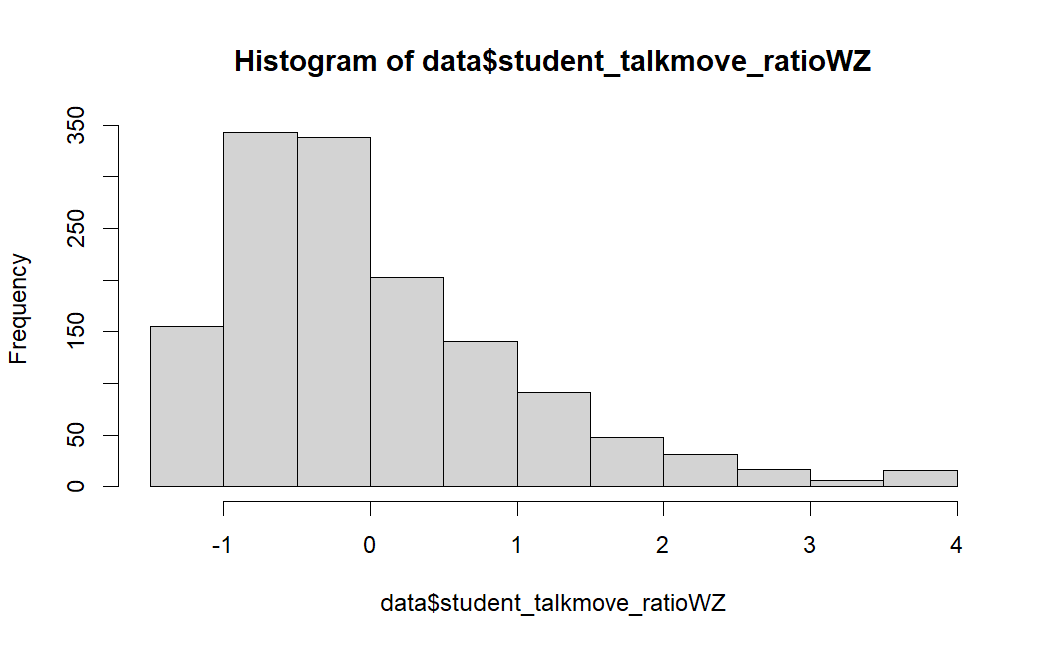 Histogram of data$student_talkmove_ratioWZ
350
250
150
50
0
Frequency
-1 0 1 2 3 4
data$student_talkmove_ratioWZ